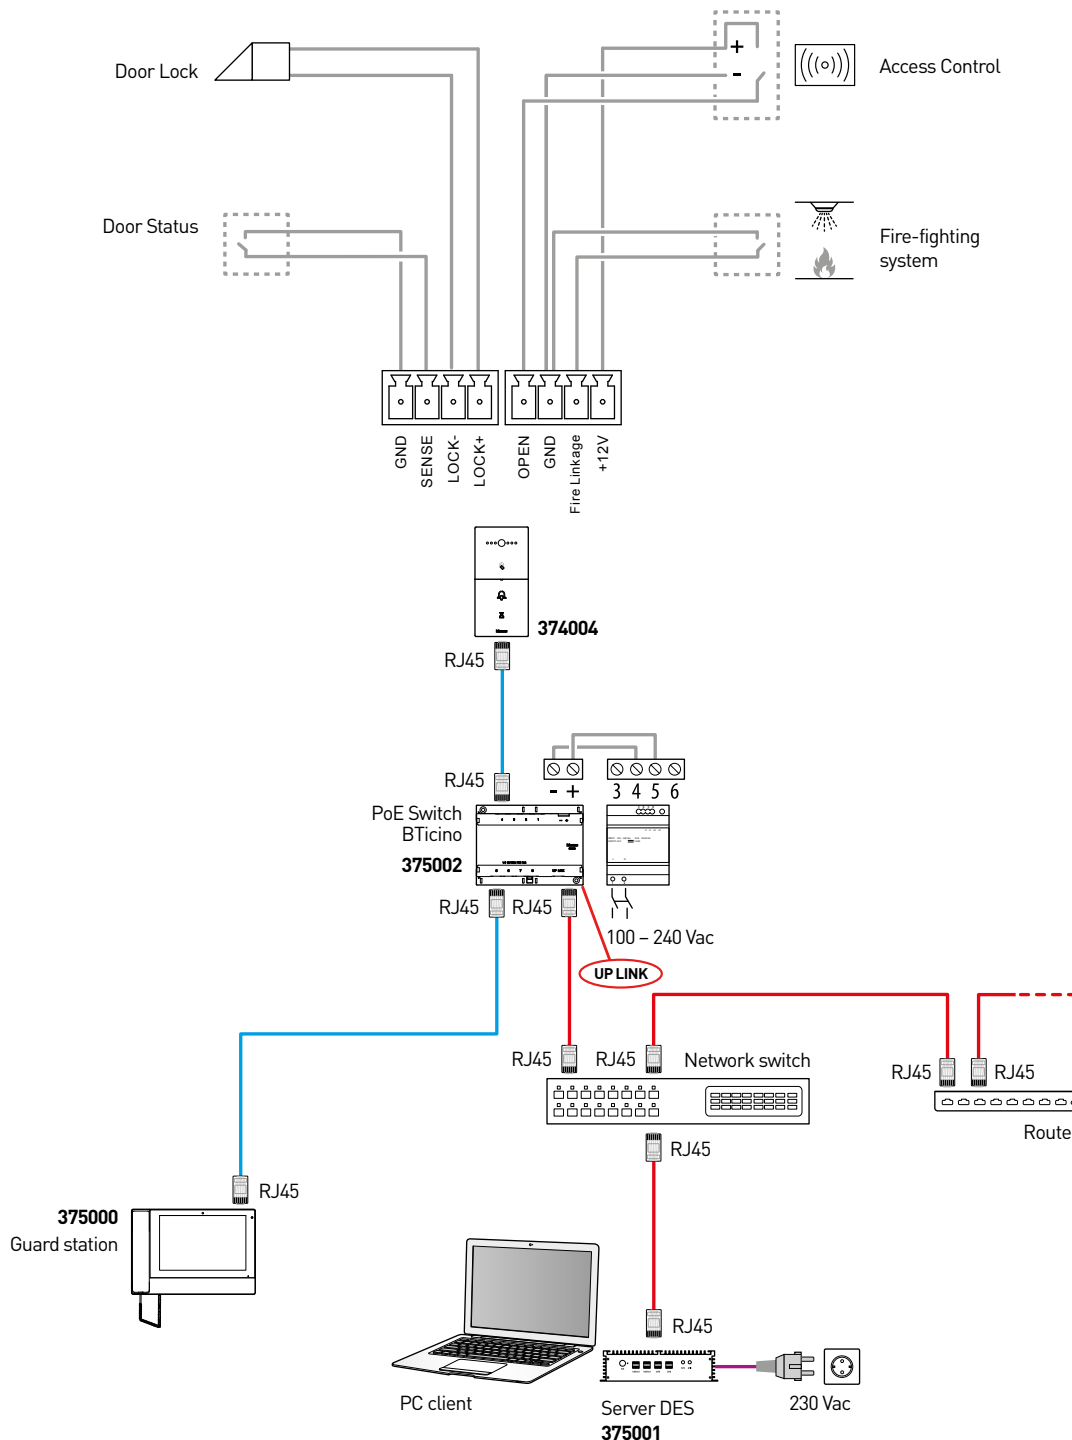 Door Lock
+
-
Access Control
Door Status
Fire-fighting
system
GND
SENSE
LOCK-
LOCK+
OPEN
GND
Fire Linkage
+12V
374004
RJ45
RJ45
- +
3 4 5 6
PoE Switch
BTicino
375002
RJ45
RJ45
100 – 240 Vac
UP LINK
RJ45
RJ45
Network switch
RJ45
RJ45
Route
RJ45
RJ45
375000
Guard station
RJ45
PC client
Server DES
375001
230 Vac